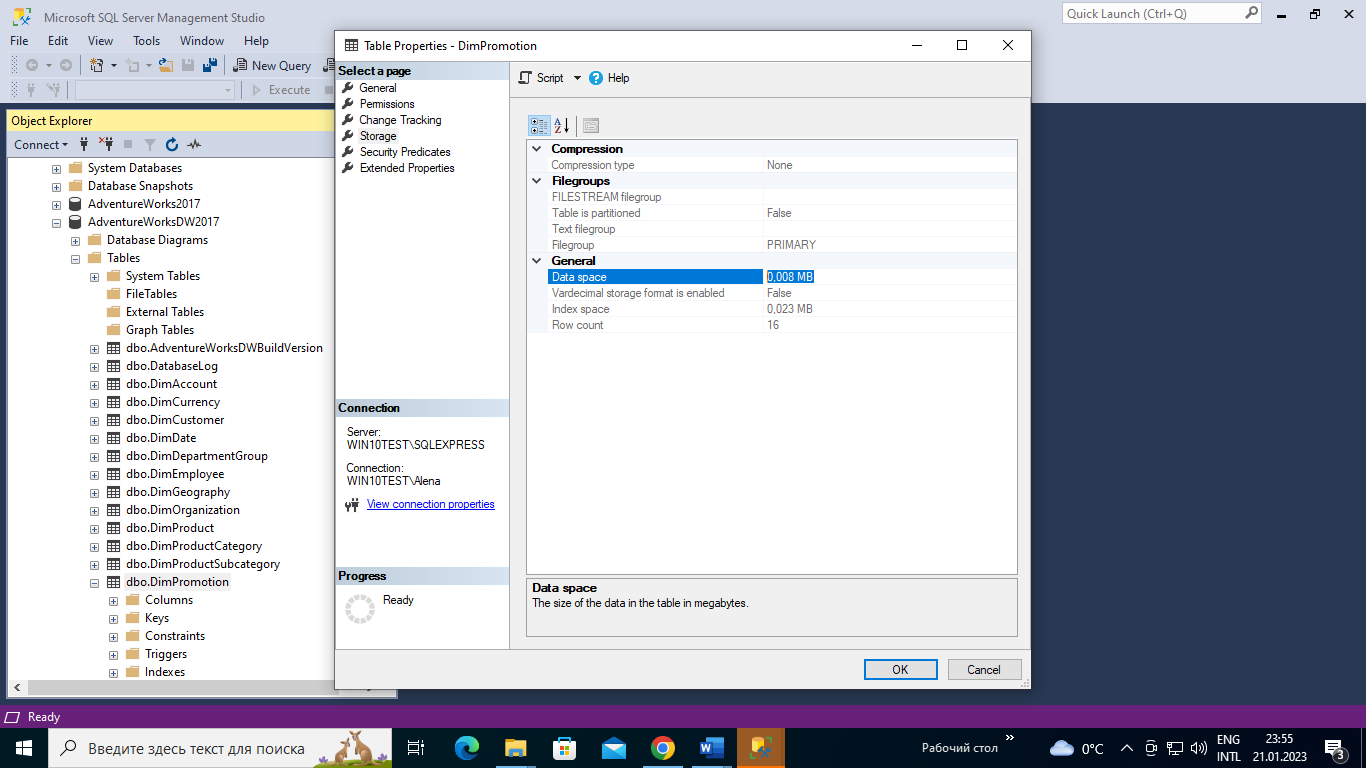 Microsoft SQL Server Management Studio
Quick Launch (Ctrl+Q)
File Edit View Tools Window Help
New Query
Execute
Object Explorer
Connect
System Databases
Database Snapshots
AdventureWorks2017
AdventureWorksDW2017
Database Diagrams
Tables
System Tables
FileTables
External Tables
Graph Tables
dbo.AdventureWorksDWBuildVersion
dbo.DatabaseLog
dbo.DimAccount
dbo.DimCurrency
dbo.DimCustomer
dbo.DimDate
dbo.DimDepartmentGroup
dbo.DimEmployee
dbo.DimGeography
dbo.DimOrganization
dbo.DimProduct
dbo.DimProductCategory
dbo.DimProductSubcategory
dbo.DimPromotion
Columns
Keys
Constraints
Triggers
Indexes
Table Properties - DimPromotion
Select a page
General
Permissions
Change Tracking
Storage
Security Predicates
Extended Properties
Connection
Server:
WIN10TEST\SQLEXPRESS
Connection:
WIN10TEST\Alena
View connection properties
Progress
Ready
Script Help
Compression
Compression type None
Filegroups
FILESTREAM filegroup
Table is partitioned False
Text filegroup
Filegroup PRIMARY
General
Data space 0,008 MB
Vardecimal storage format is enabled False
Index space 0,023 MB
Row count 16
Data space
The size of the data in the table in megabytes.
OK Cancel
Ready
Введите здесь текст для поиска
Рабочий стол
0°C
ENG
INTL
23:55
21.01.2023
3